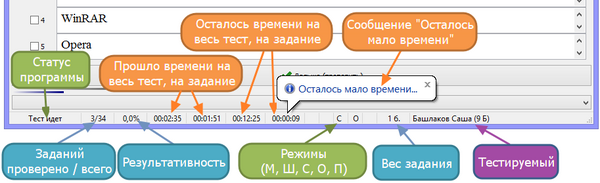 4 WinRAR
5 Opera
Осталось времени на
весь тест, на задание
Сообщение "Осталось
мало времени"
Статус
программы
Прошло времени на
весь тест, на задание
Осталось мало времени...
Тест идет 3/34 0,0% 00:02:35 00:01:51 00:12:25 00:00:09 С О 1 б. Башлаков Саша (9 Б)
Заданий
проверено / всего
Результативность
Режимы
(М, Ш, С, О, П)
Вес задания
Тестируемый